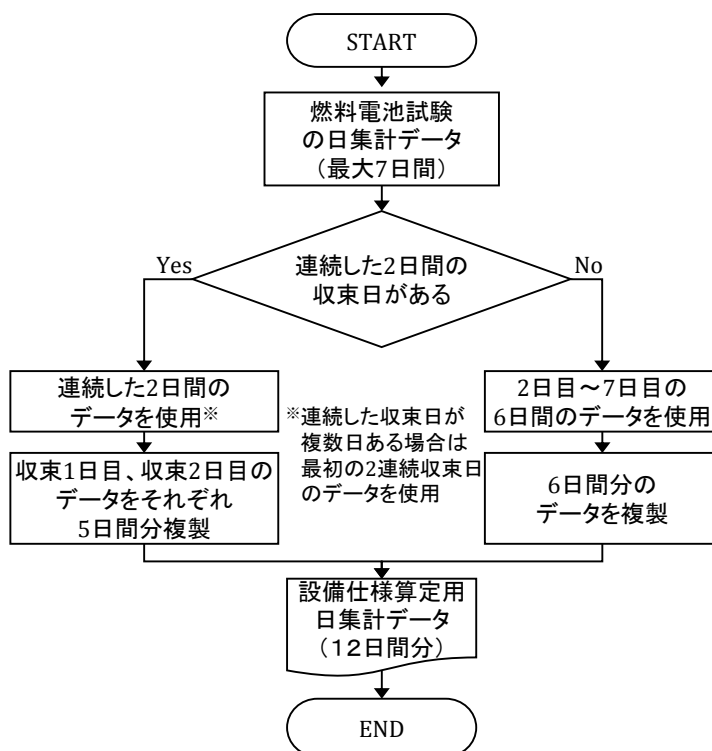 START
燃料電池試験
の日集計データ
（最大7日間）
連続した2日間の
収束日がある
Yes
No
連続した2日間の
データを使用※
収束1日目、収束2日目の
データをそれぞれ
5日間分複製
※連続した収束日が
複数日ある場合は
最初の2連続収束日
のデータを使用
2日目～7日目の
6日間のデータを使用
6日間分の
データを複製
設備仕様算定用
日集計データ
（１２日間分）
END